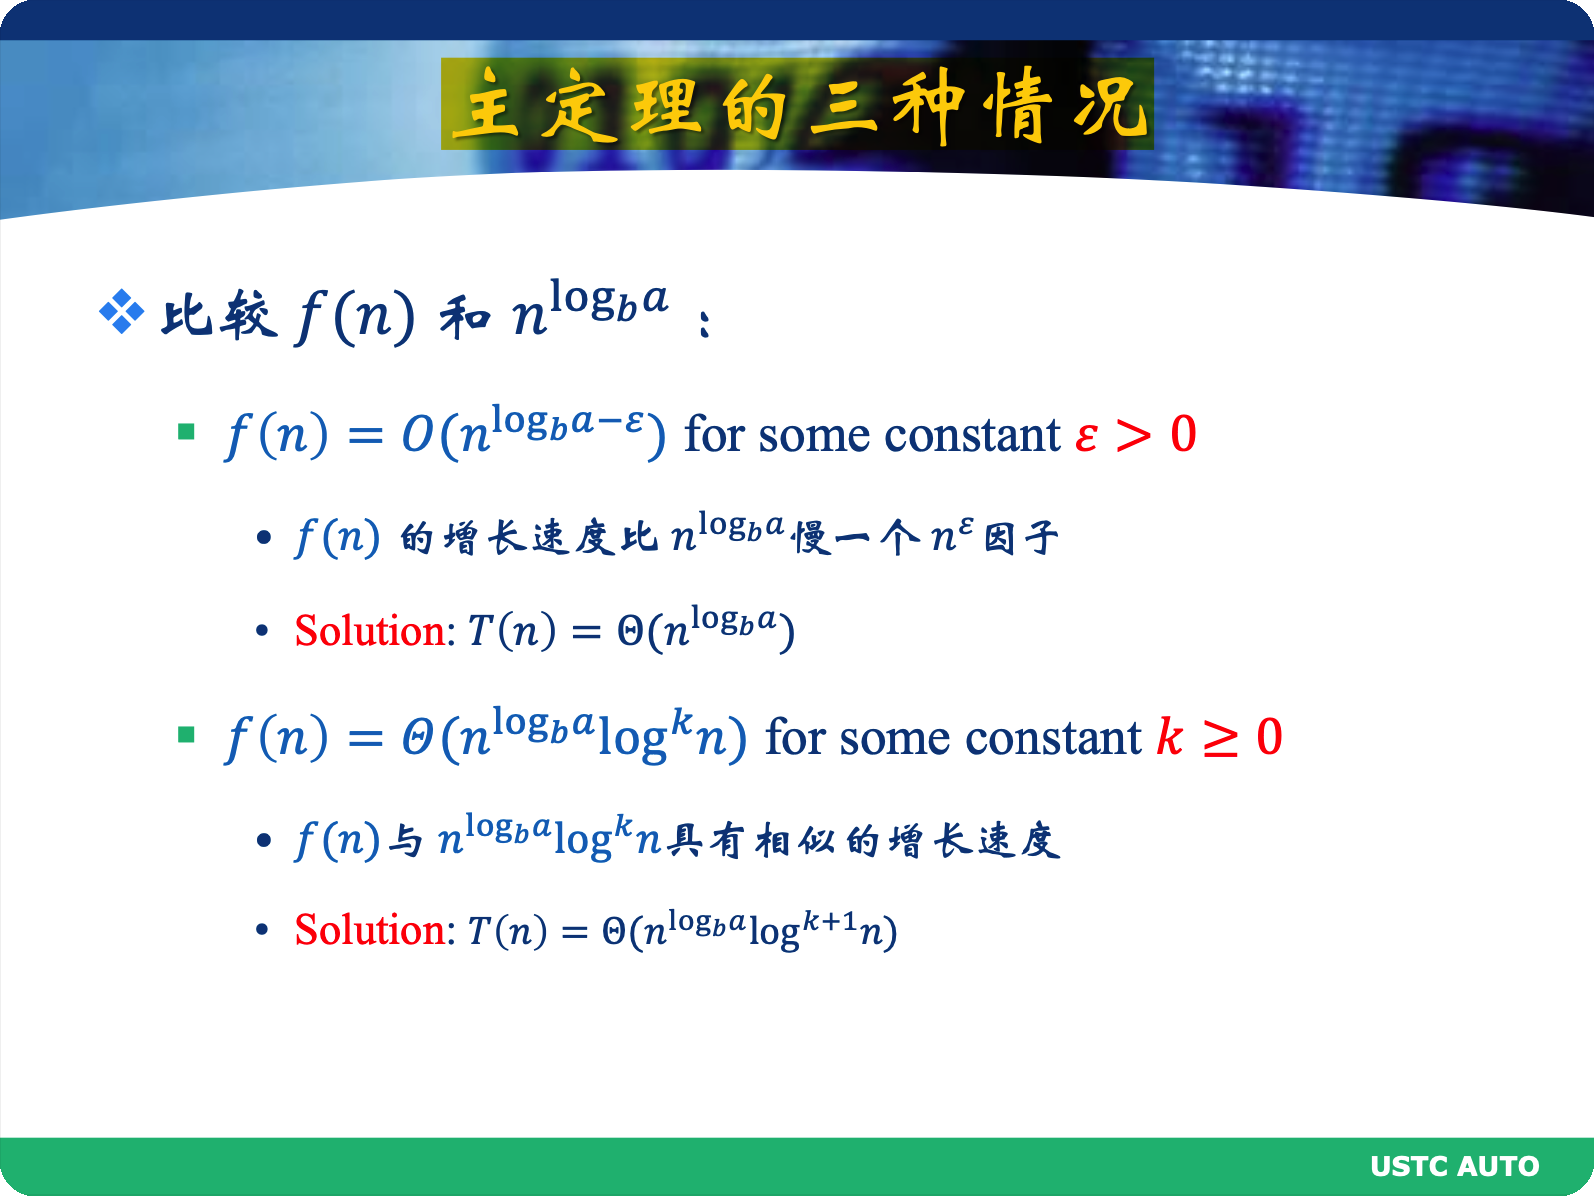 主定理的三种情况
比较 $f(n)$ 和 $n^{\log_b a}$ ：
$f(n) = O(n^{\log_b a-\varepsilon})$ for some constant $\varepsilon > 0$
$f(n)$ 的增长速度比 $n^{\log_b a}$慢一个 $n^{\varepsilon}$因子
Solution: $T(n) = \Theta(n^{\log_b a})$
$f(n) = \Theta(n^{\log_b a}\log^k n)$ for some constant $k \geq 0$
$f(n)$与 $n^{\log_b a}\log^k n$具有相似的增长速度
Solution: $T(n) = \Theta(n^{\log_b a}\log^{k+1} n)$
USTC AUTO